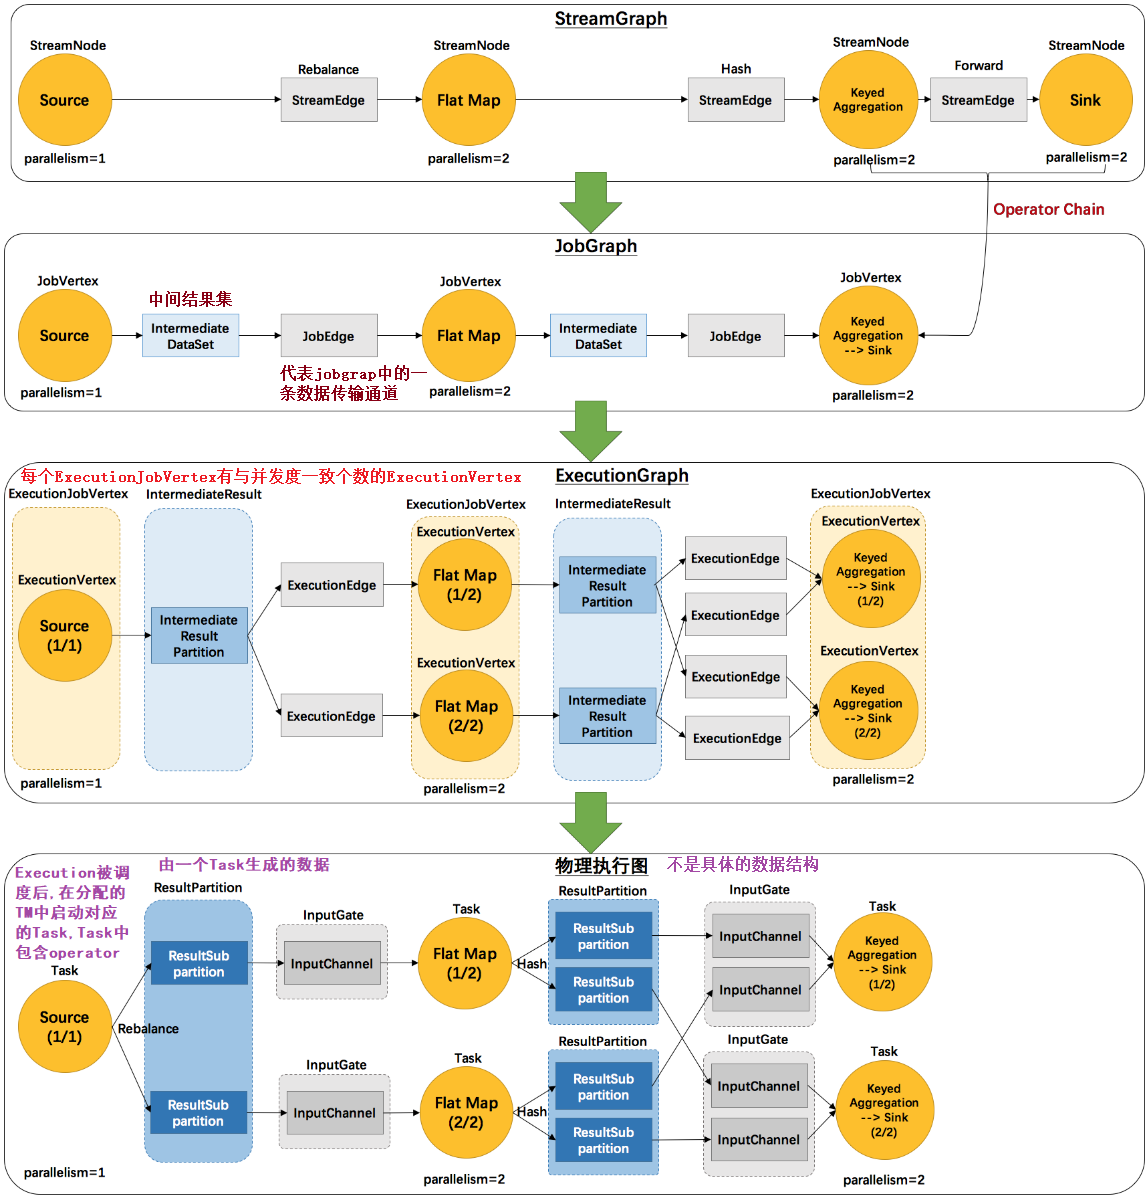 StreamGraph
StreamNode
StreamNode
StreamNode
StreamNode
Rebalance
Hash
Forward
Source
StreamEdge
Flat Map
StreamEdge
Keyed
Aggregation
StreamEdge
Sink
parallelism=1
parallelism=2
parallelism=2
parallelism=2
Operator Chain
JobGraph
JobVertex
JobVertex
JobVertex
中间结果集
Source
Intermediate
DataSet
JobEdge
Flat Map
Intermediate
DataSet
JobEdge
Keyed
Aggregation
--> Sink
代表jobgrap中的一
条数据传输通道
parallelism=1
parallelism=2
parallelism=2
每个ExecutionJobVertex有与并发度一致个数的ExecutionVertex
ExecutionGraph
ExecutionJobVertex
IntermediateResult
ExecutionJobVertex
IntermediateResult
ExecutionJobVertex
ExecutionVertex
Source
(1/1)
Intermediate
Result
Partition
ExecutionEdge
ExecutionEdge
ExecutionVertex
Flat Map
(1/2)
ExecutionVertex
Flat Map
(2/2)
Intermediate
Result
Partition
Intermediate
Result
Partition
ExecutionEdge
ExecutionEdge
ExecutionEdge
ExecutionEdge
ExecutionVertex
Keyed
Aggregation
--> Sink
(1/2)
ExecutionVertex
Keyed
Aggregation
--> Sink
(2/2)
parallelism=1
parallelism=2
parallelism=2
物理执行图
Execution被调
度后,在分配的
TM中启动对应
的Task,Task中
包含operator
由一个Task生成的数据
不是具体的数据结构
Task
Source
(1/1)
Rebalance
ResultPartition
ResultSub
partition
ResultSub
partition
InputGate
InputChannel
InputGate
InputChannel
Task
Flat Map
(1/2)
Hash
Task
Flat Map
(2/2)
Hash
ResultPartition
ResultSub
partition
ResultSub
partition
ResultPartition
ResultSub
partition
ResultSub
partition
InputGate
InputChannel
InputChannel
InputGate
InputChannel
InputChannel
Task
Keyed
Aggregation
--> Sink
(1/2)
Task
Keyed
Aggregation
--> Sink
(2/2)
parallelism=1
parallelism=2
parallelism=2